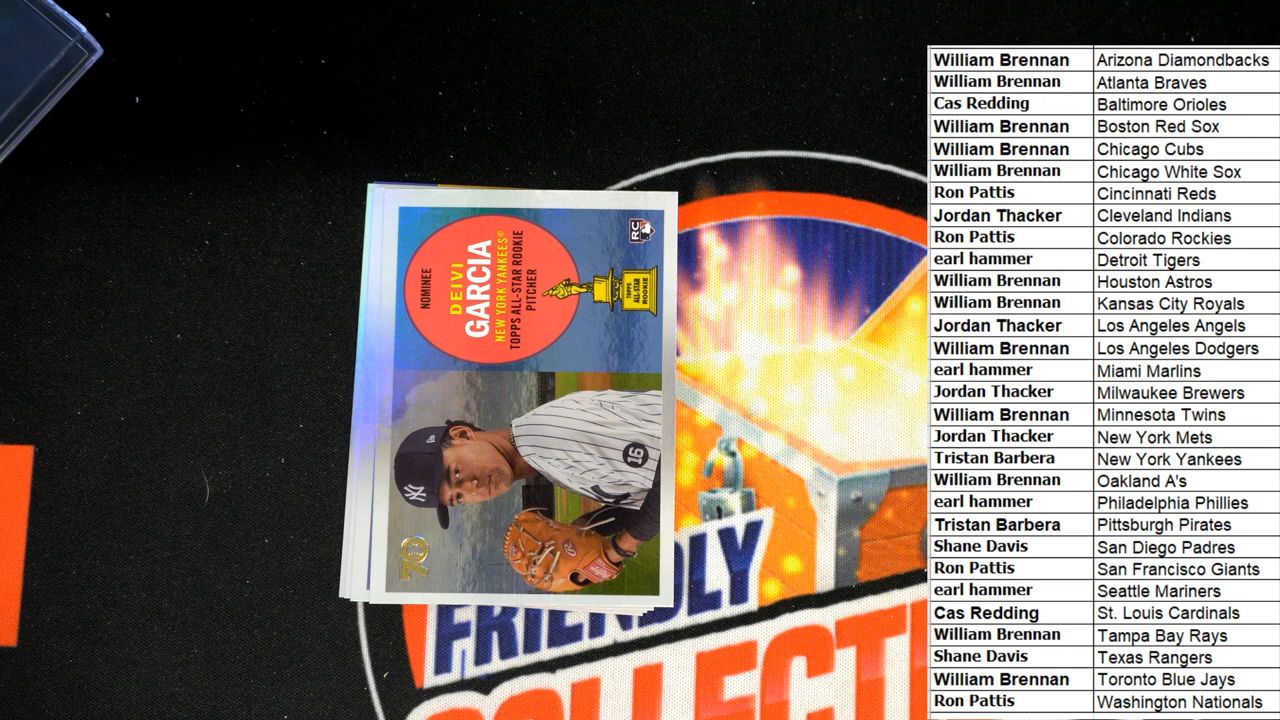 NOMINEE
DEIVI
GARCIA
NEW YORK YANKEES®
TOPPS ALL-STAR ROOKIE
PITCHER
TOPPS
ALL-STAR
ROOKIE
RC
NY
16
70
FRIENDLY
COLLECT
William Brennan Arizona Diamondbacks
William Brennan Atlanta Braves
Cas Redding Baltimore Orioles
William Brennan Boston Red Sox
William Brennan Chicago Cubs
William Brennan Chicago White Sox
Ron Pattis Cincinnati Reds
Jordan Thacker Cleveland Indians
Ron Pattis Colorado Rockies
earl hammer Detroit Tigers
William Brennan Houston Astros
William Brennan Kansas City Royals
Jordan Thacker Los Angeles Angels
William Brennan Los Angeles Dodgers
earl hammer Miami Marlins
Jordan Thacker Milwaukee Brewers
William Brennan Minnesota Twins
Jordan Thacker New York Mets
Tristan Barbera New York Yankees
William Brennan Oakland A's
earl hammer Philadelphia Phillies
Tristan Barbera Pittsburgh Pirates
Shane Davis San Diego Padres
Ron Pattis San Francisco Giants
earl hammer Seattle Mariners
Cas Redding St. Louis Cardinals
William Brennan Tampa Bay Rays
Shane Davis Texas Rangers
William Brennan Toronto Blue Jays
Ron Pattis Washington Nationals